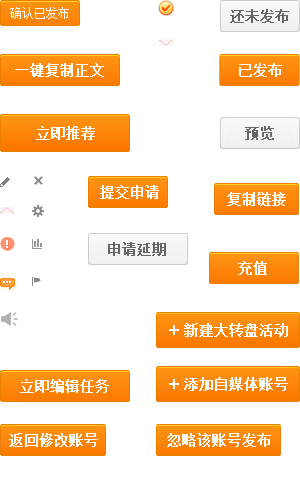 确认已发布
还未发布
一键复制正文
已发布
立即推荐
预览
提交申请
复制链接
申请延期
充值
+ 新建大转盘活动
立即编辑任务
+ 添加自媒体账号
返回修改账号
忽略该账号发布